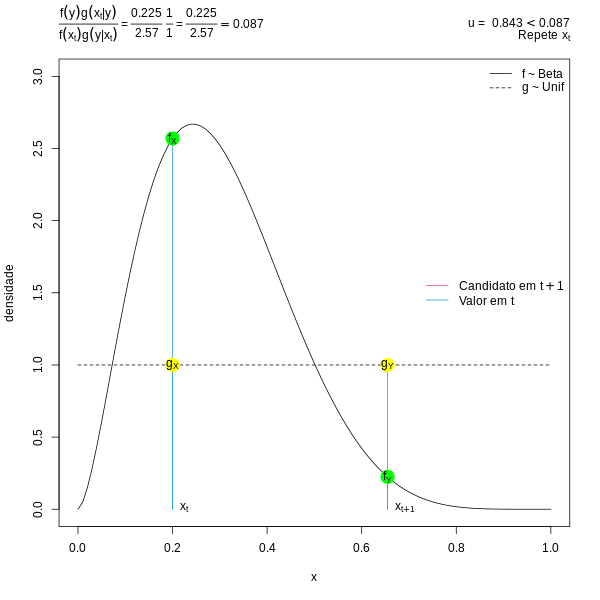 f(y)g(xₜ|y) 0.225 1 0.225
= = = 0.087
f(xₜ)g(y|xₜ) 2.57 1 2.57
u = 0.843 < 0.087
Repete xₜ
f ~ Beta
g ~ Unif
Candidato em t + 1
Valor em t
densidade
3.0
2.5
2.0
1.5
1.0
0.5
0.0
fX
gX
gY
fY
xₜ
xₜ₊₁
0.0 0.2 0.4 0.6 0.8 1.0
x